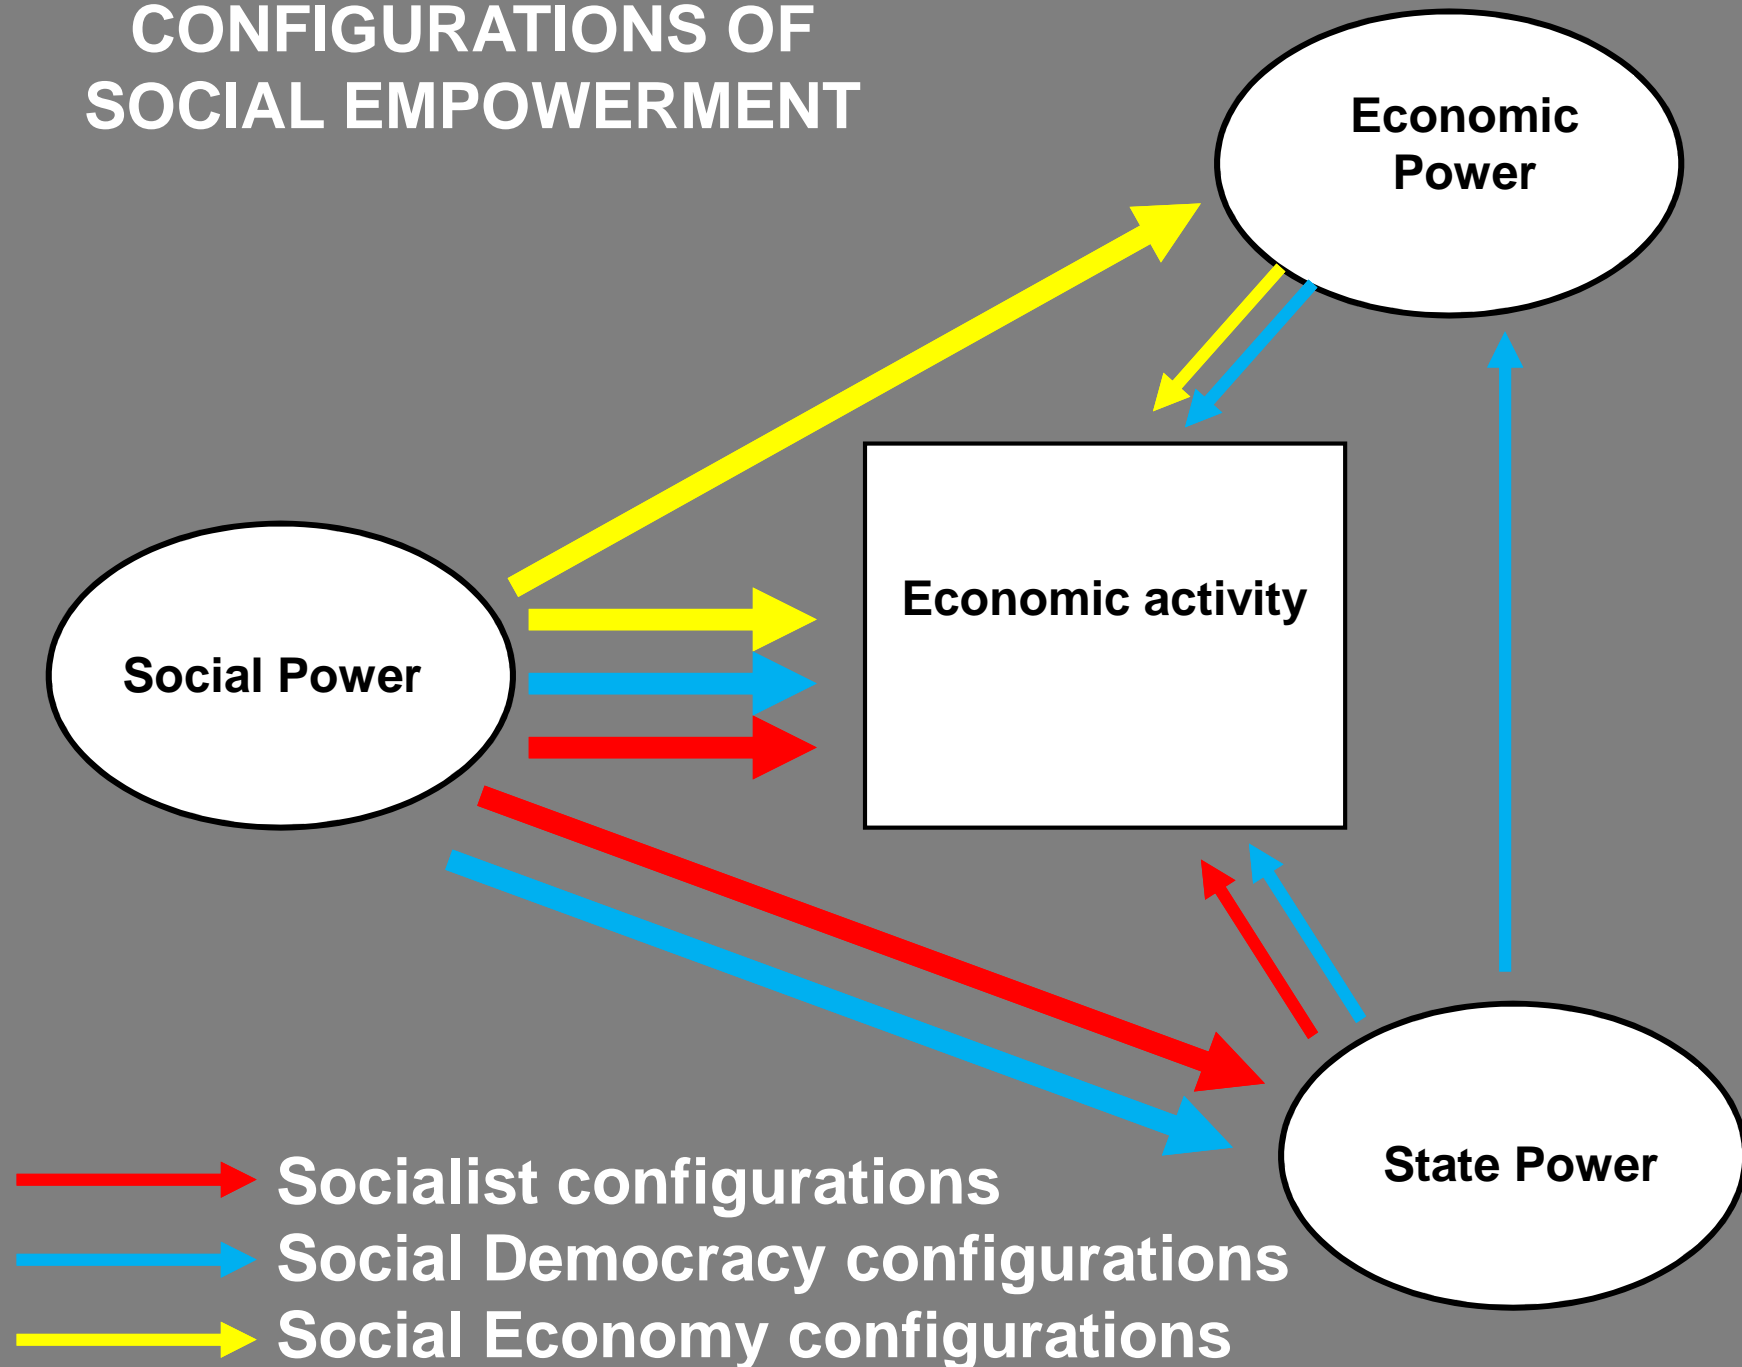 CONFIGURATIONS OF
SOCIAL EMPOWERMENT
Economic
Power
Economic activity
Social Power
State Power
Socialist configurations
Social Democracy configurations
Social Economy configurations